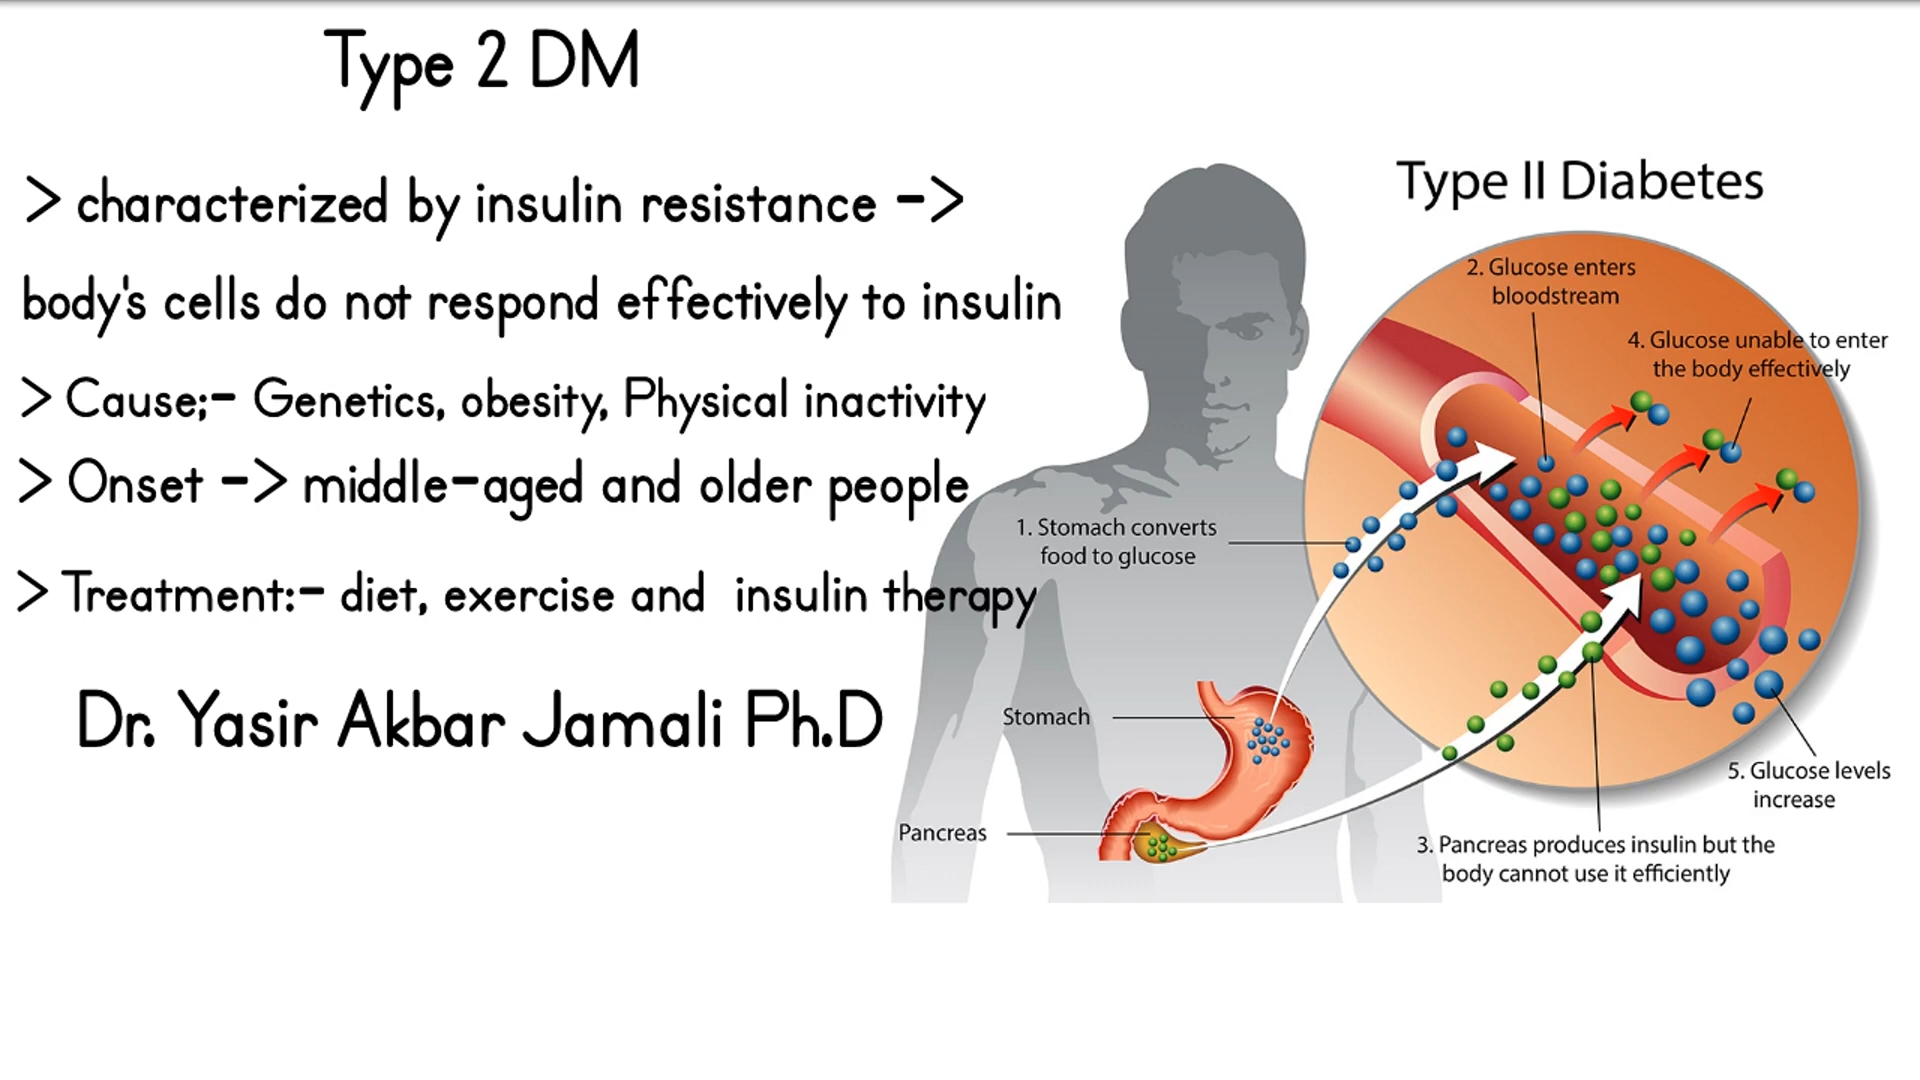 Type 2 DM
> characterized by insulin resistance ->
body's cells do not respond effectively to insulin
> Cause;- Genetics, obesity, Physical inactivity
> Onset -> middle-aged and older people
> Treatment:- diet, exercise and insulin therapy
Dr. Yasir Akbar Jamali Ph.D
Type II Diabetes
2. Glucose enters
bloodstream
4. Glucose unable to enter
the body effectively
1. Stomach converts
food to glucose
Stomach
Pancreas
5. Glucose levels
increase
3. Pancreas produces insulin but the
body cannot use it efficiently